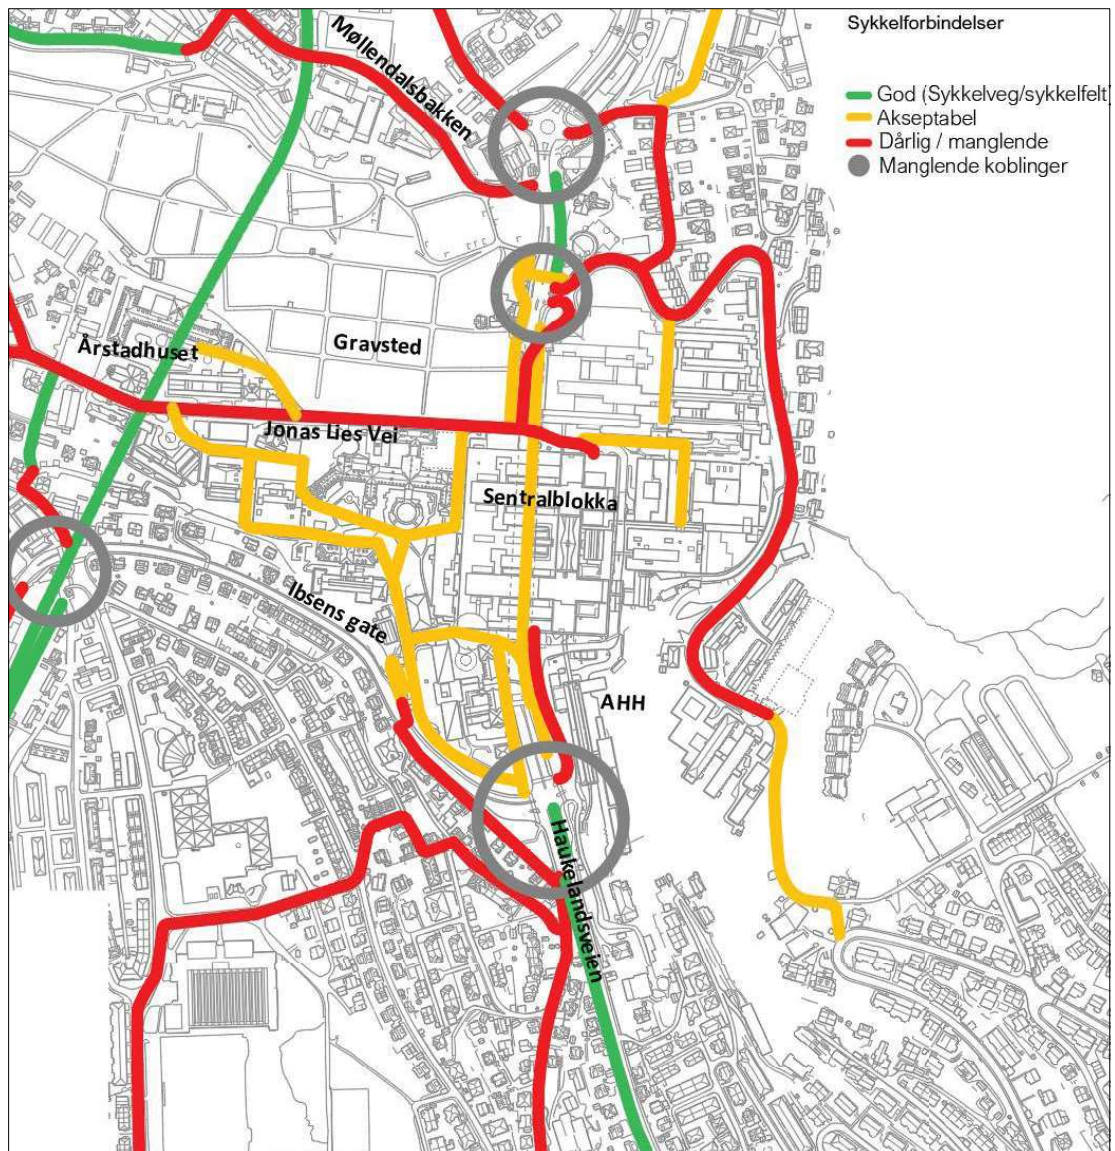 Sykkelforbindelser
God (Sykkelveg/sykkelfelt)
Akseptabel
Dårlig / manglende
Manglende koblinger
Møllendalsbakken
Årstadhuset
Gravsted
Jonas Lies Vei
Sentralblokka
Ibsens gate
AHH
Haukelandsveien